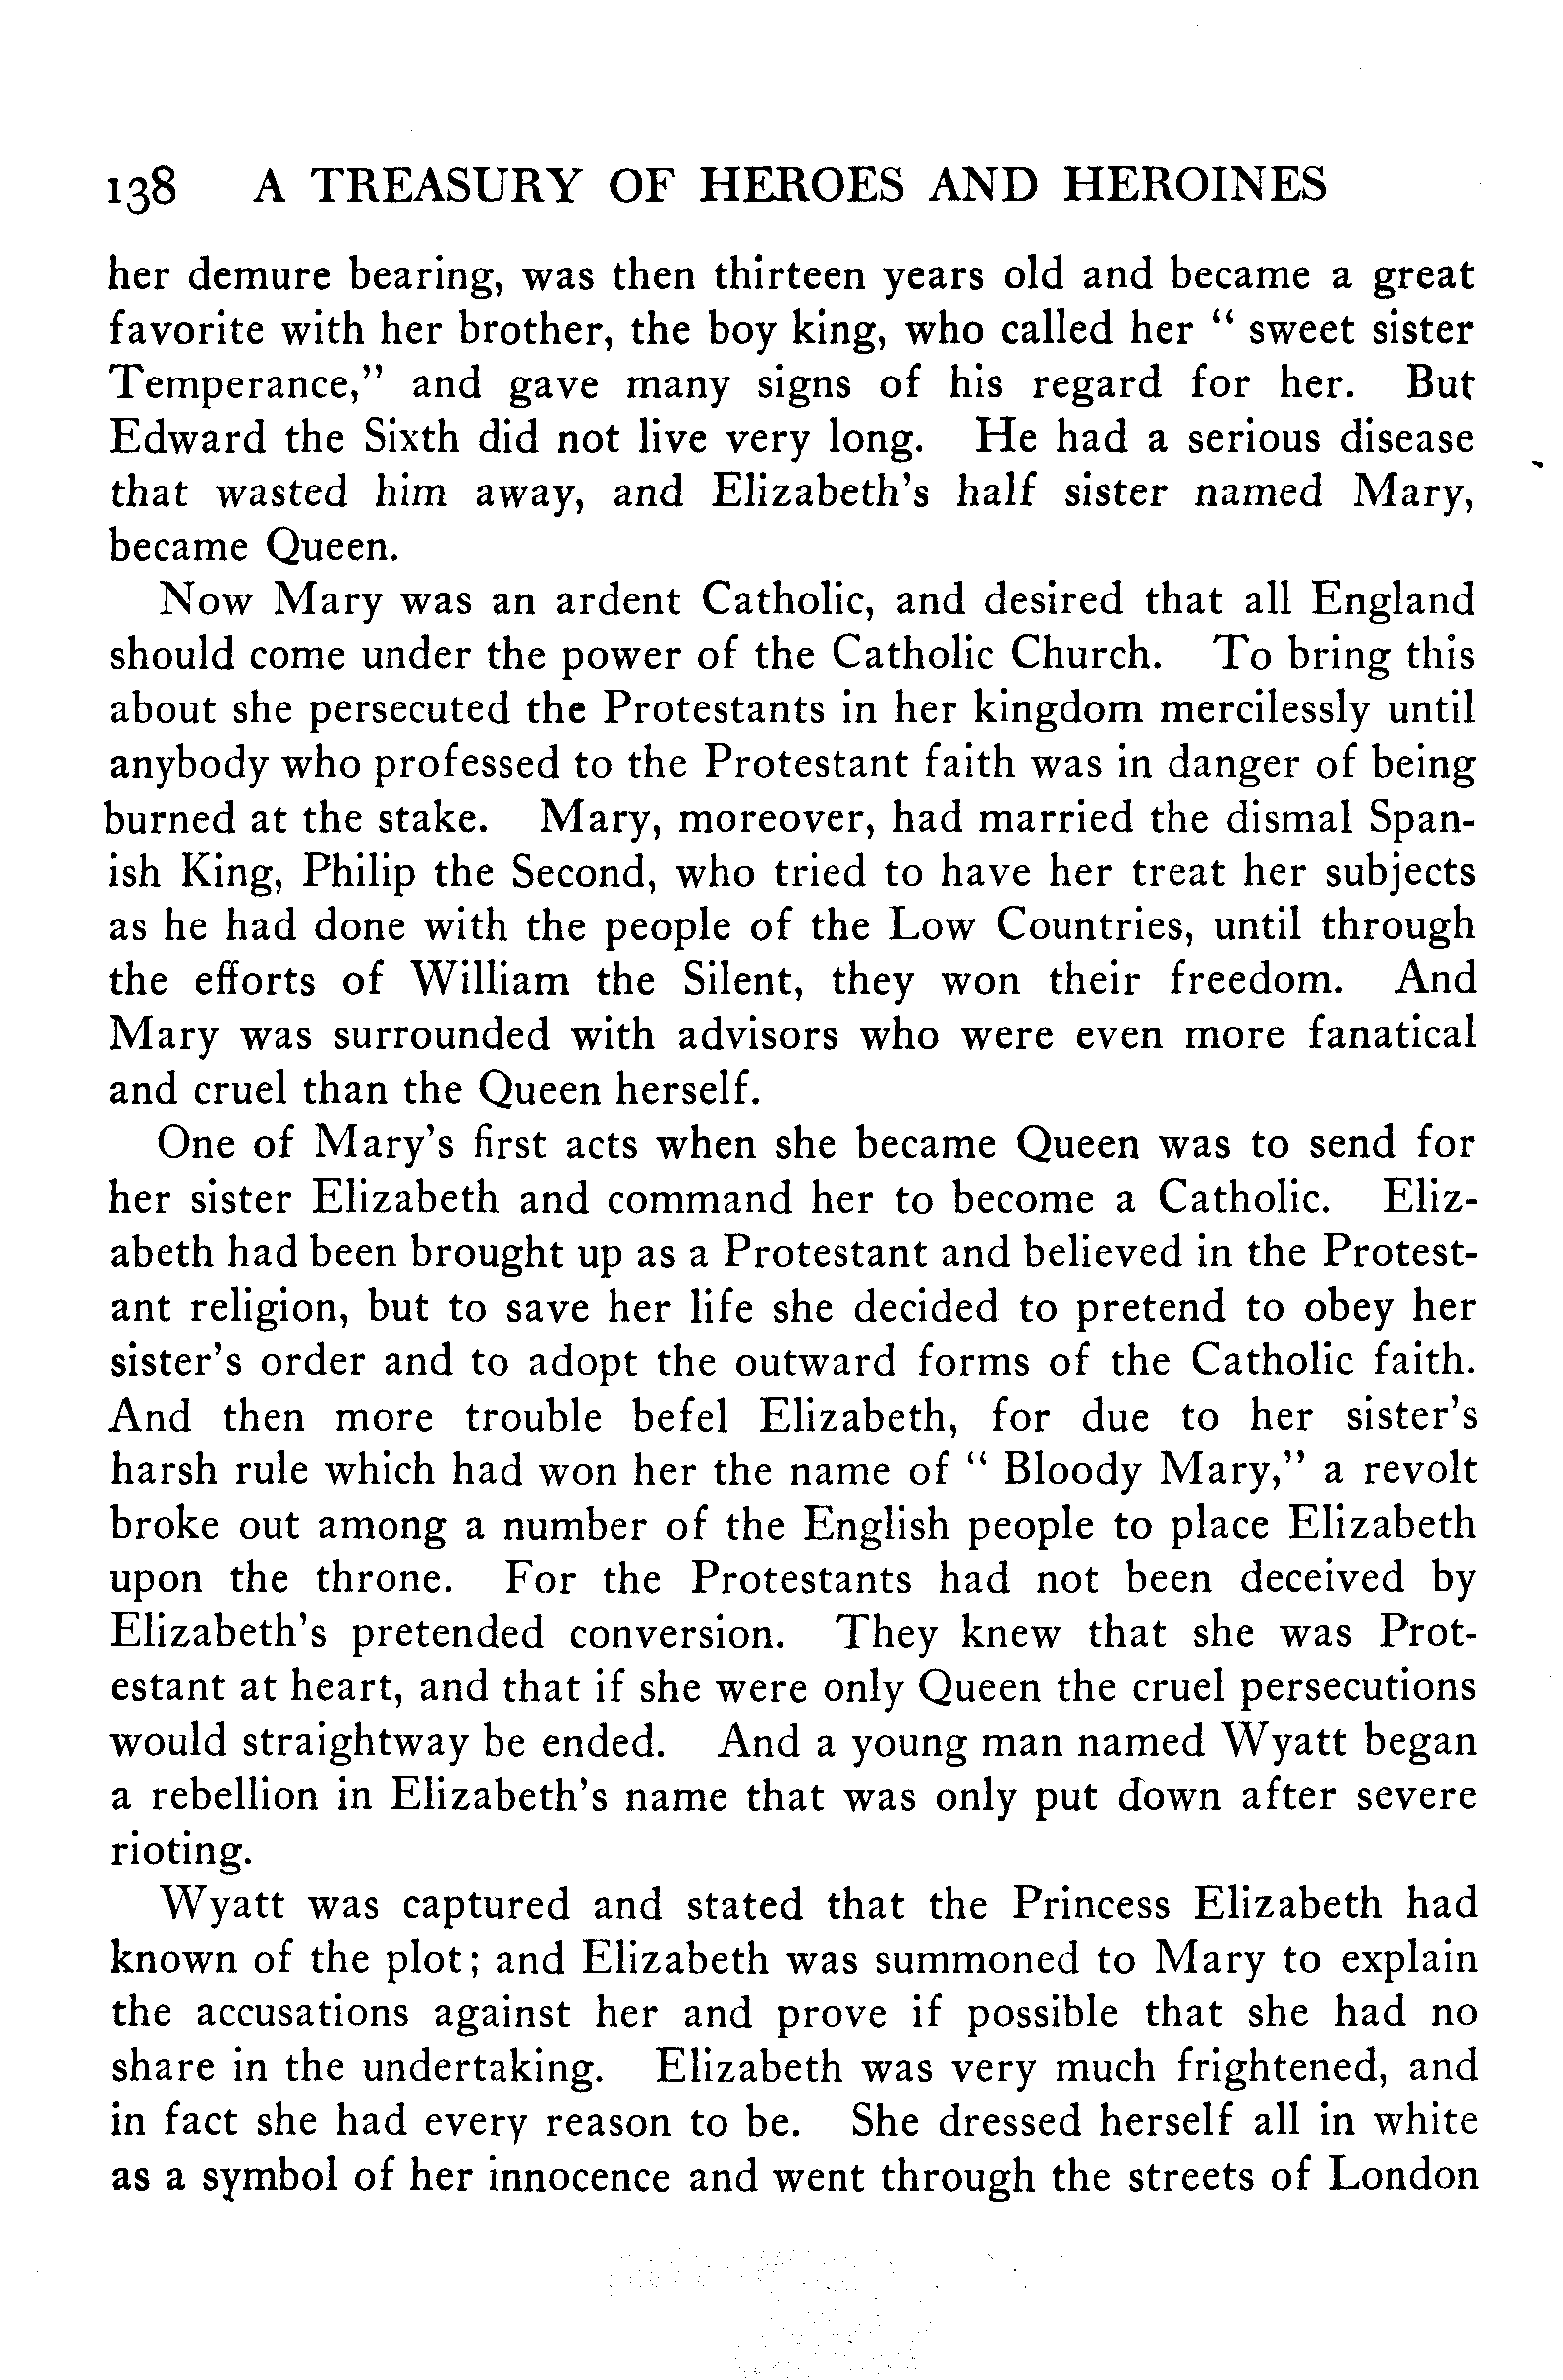 138 A TREASURY OF HEROES AND HEROINES
her demure bearing, was then thirteen years old and became a great
favorite with her brother, the boy king, who called her " sweet sister
Temperance," and gave many signs of his regard for her. But
Edward the Sixth did not live very long. He had a serious disease
that wasted him away, and Elizabeth's half sister named Mary,
became Queen.
Now Mary was an ardent Catholic, and desired that all England
should come under the power of the Catholic Church. To bring this
about she persecuted the Protestants in her kingdom mercilessly until
anybody who professed to the Protestant faith was in danger of being
burned at the stake. Mary, moreover, had married the dismal Span-
ish King, Philip the Second, who tried to have her treat her subjects
as he had done with the people of the Low Countries, until through
the efforts of William the Silent, they won their freedom. And
Mary was surrounded with advisors who were even more fanatical
and cruel than the Queen herself.
One of Mary's first acts when she became Queen was to send for
her sister Elizabeth and command her to become a Catholic. Eliz-
abeth had been brought up as a Protestant and believed in the Protest-
ant religion, but to save her life she decided to pretend to obey her
sister's order and to adopt the outward forms of the Catholic faith.
And then more trouble befel Elizabeth, for due to her sister's
harsh rule which had won her the name of " Bloody Mary," a revolt
broke out among a number of the English people to place Elizabeth
upon the throne. For the Protestants had not been deceived by
Elizabeth's pretended conversion. They knew that she was Prot-
estant at heart, and that if she were only Queen the cruel persecutions
would straightway be ended. And a young man named Wyatt began
a rebellion in Elizabeth's name that was only put down after severe
rioting.
Wyatt was captured and stated that the Princess Elizabeth had
known of the plot; and Elizabeth was summoned to Mary to explain
the accusations against her and prove if possible that she had no
share in the undertaking. Elizabeth was very much frightened, and
in fact she had every reason to be. She dressed herself all in white
as a symbol of her innocence and went through the streets of London